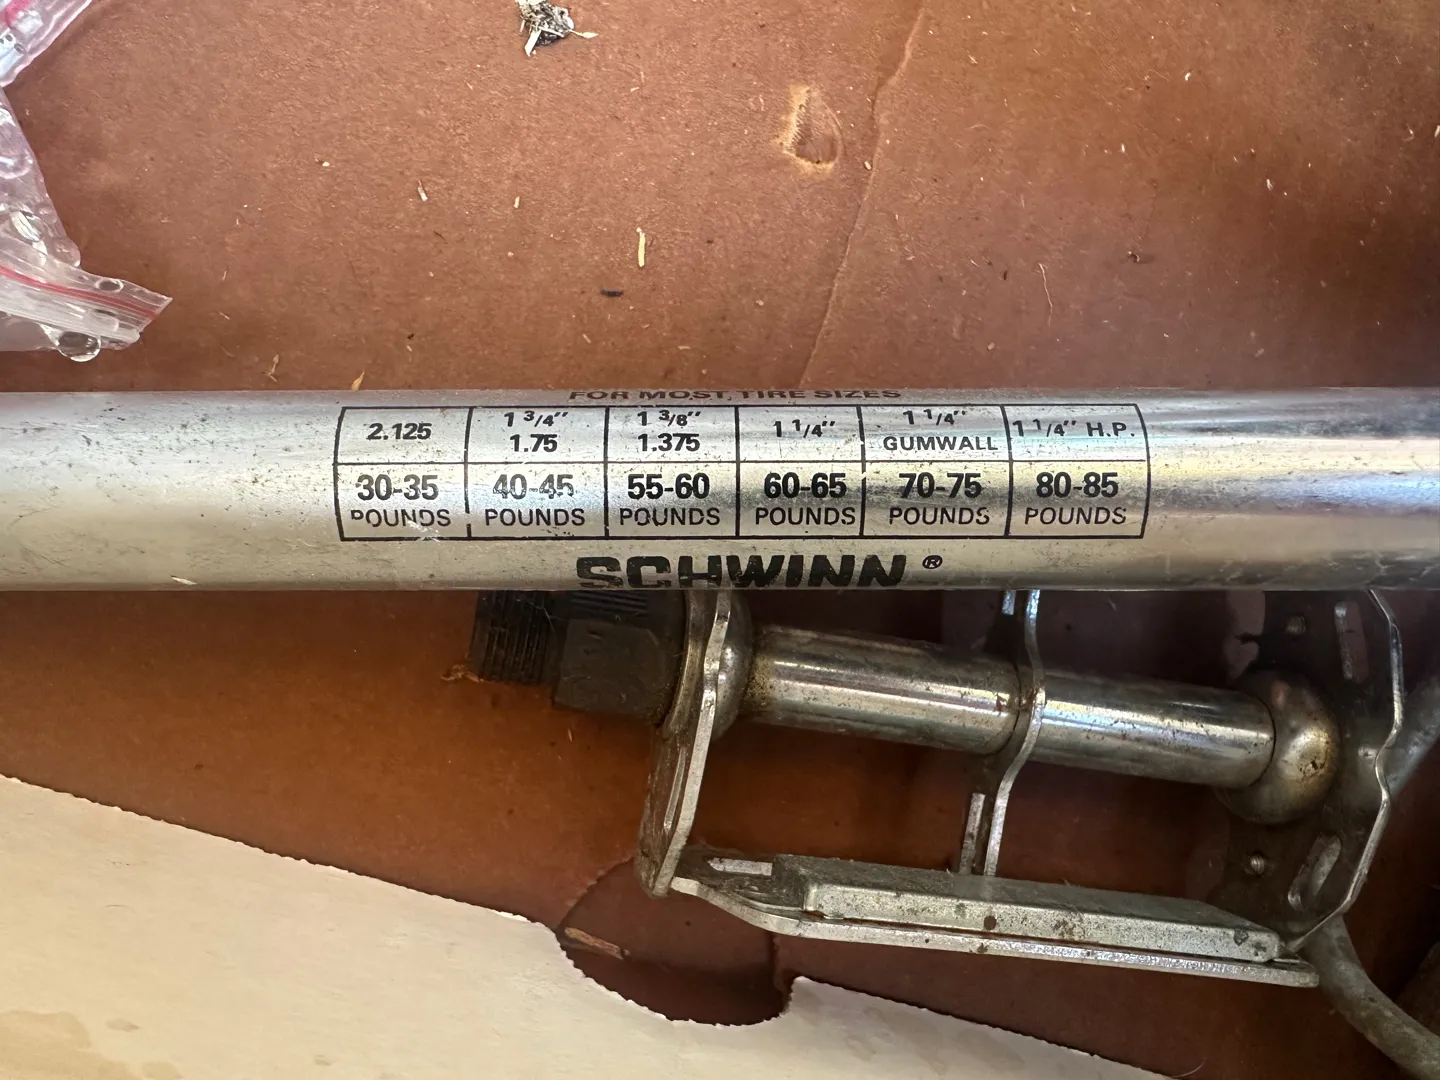 FOR MOST TIRE SIZES
2.125
1 3/4″
1.75
1 3/8″
1.375
1 1/4″
1 1/4″
GUMWALL
1 1/4″ H.P.
30-35
POUNDS
40-45
POUNDS
55-60
POUNDS
60-65
POUNDS
70-75
POUNDS
80-85
POUNDS
SCHWINN®